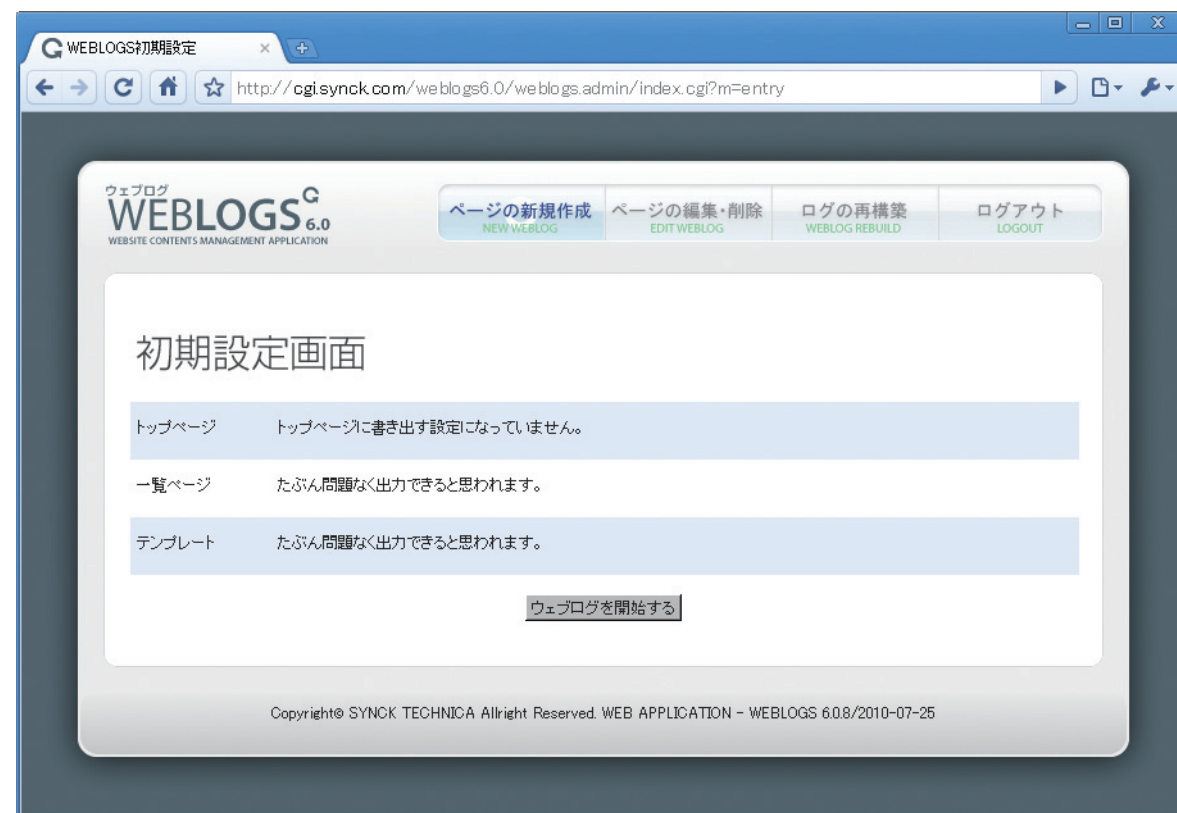 WEBLOGS初期設定
http://cgi.synck.com/weblogs6.0/weblogs.admin/index.cgi?m=entry
ウェブログ
WEBLOGS 6.0
WEBSITE CONTENTS MANAGEMENT APPLICATION
ページの新規作成
NEW WEBLOG
ページの編集・削除
EDIT WEBLOG
ログの再構築
WEBLOG REBUILD
ログアウト
LOGOUT
初期設定画面
トップページ トップページに書き出す設定になっていません。
一覧ページ たぶん問題なく出力できると思われます。
テンプレート たぶん問題なく出力できると思われます。
ウェブログを開始する
Copyright© SYNCK TECHNICA Allright Reserved. WEB APPLICATION - WEBLOGS 6.0.8/2010-07-25